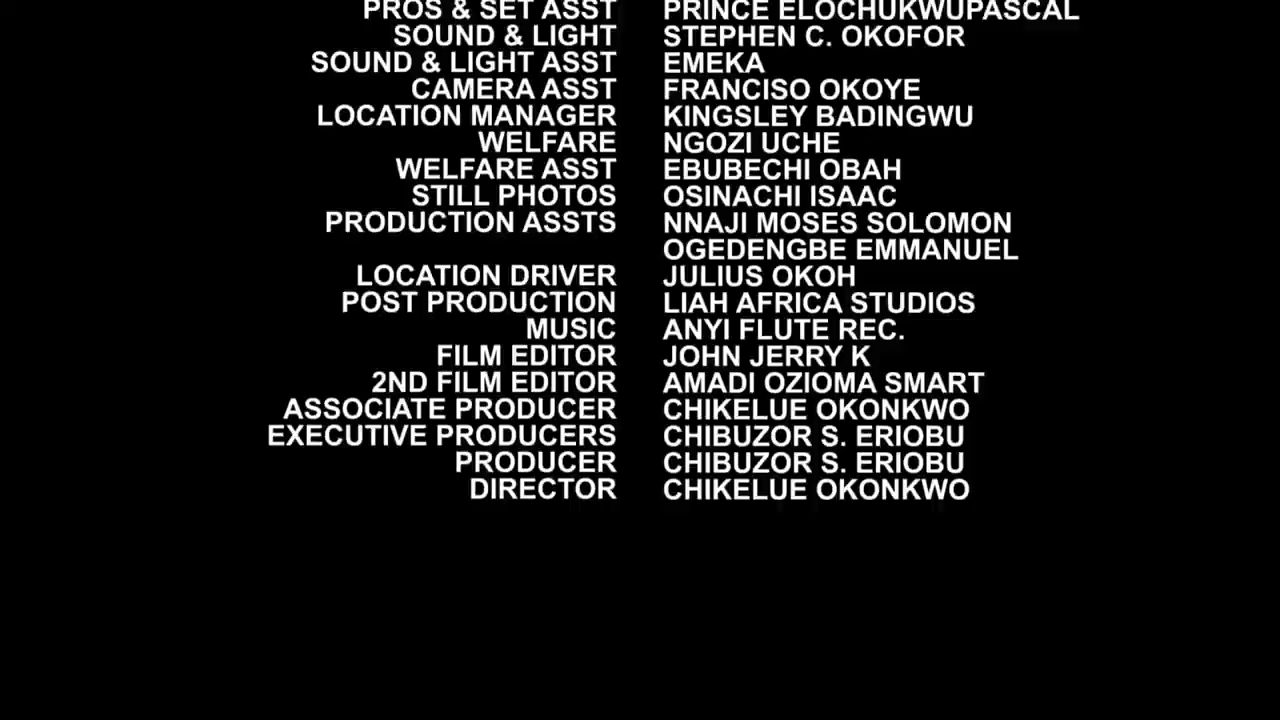 PROS & SET ASST PRINCE ELOCHUKWUPASCAL
SOUND & LIGHT STEPHEN C. OKOFOR
SOUND & LIGHT ASST EMEKA
CAMERA ASST FRANCISO OKOYE
LOCATION MANAGER KINGSLEY BADINGWU
WELFARE NGOZI UCHE
WELFARE ASST EBUBECHI OBAH
STILL PHOTOS OSINACHI ISAAC
PRODUCTION ASSTS NNAJI MOSES SOLOMON
OGEDENGBE EMMANUEL
LOCATION DRIVER JULIUS OKOH
POST PRODUCTION LIAH AFRICA STUDIOS
MUSIC ANYI FLUTE REC.
FILM EDITOR JOHN JERRY K
2ND FILM EDITOR AMADI OZIOMA SMART
ASSOCIATE PRODUCER CHIKELUE OKONKWO
EXECUTIVE PRODUCERS CHIBUZOR S. ERIOBU
PRODUCER CHIBUZOR S. ERIOBU
DIRECTOR CHIKELUE OKONKWO